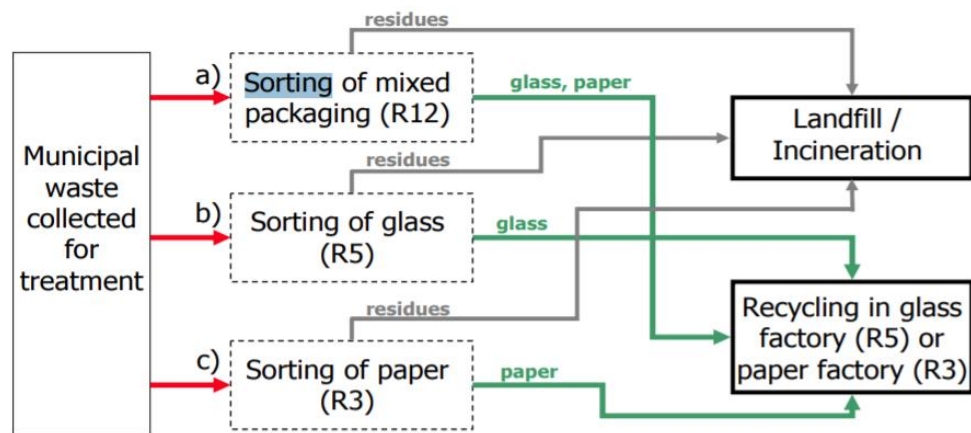 Municipal
waste
collected
for
treatment
a)
Sorting of mixed
packaging (R12)
residues
glass, paper
b)
Sorting of glass
(R5)
residues
glass
c)
Sorting of paper
(R3)
residues
paper
Landfill /
Incineration
Recycling in glass
factory (R5) or
paper factory (R3)